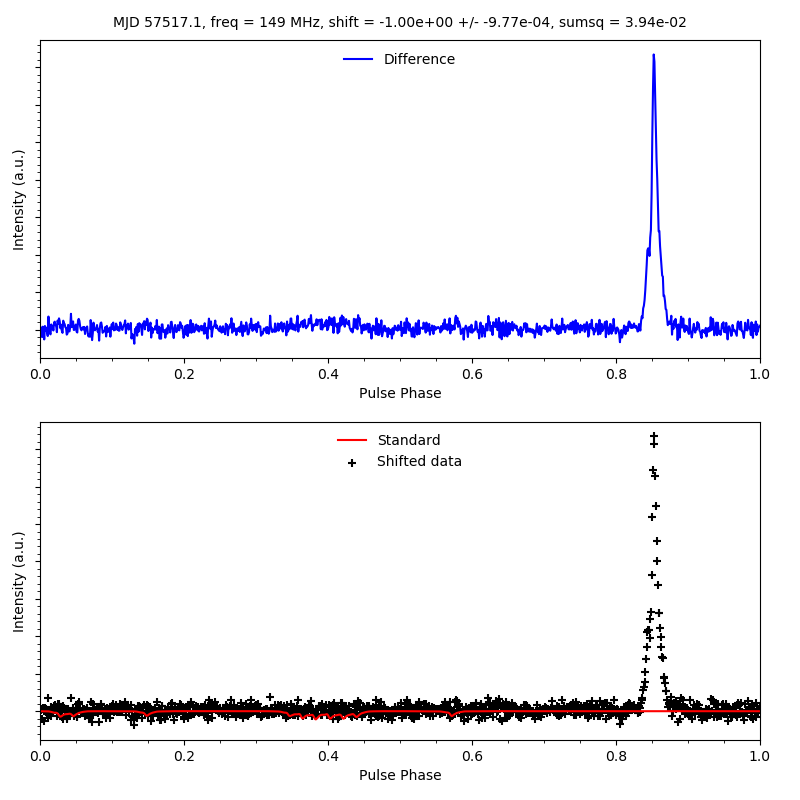 MJD 57517.1, freq = 149 MHz, shift = -1.00e+00 +/- -9.77e-04, sumsq = 3.94e-02
Difference
Intensity (a.u.)
0.0 0.2 0.4 0.6 0.8 1.0
Pulse Phase
Standard
Shifted data
Intensity (a.u.)
0.0 0.2 0.4 0.6 0.8 1.0
Pulse Phase